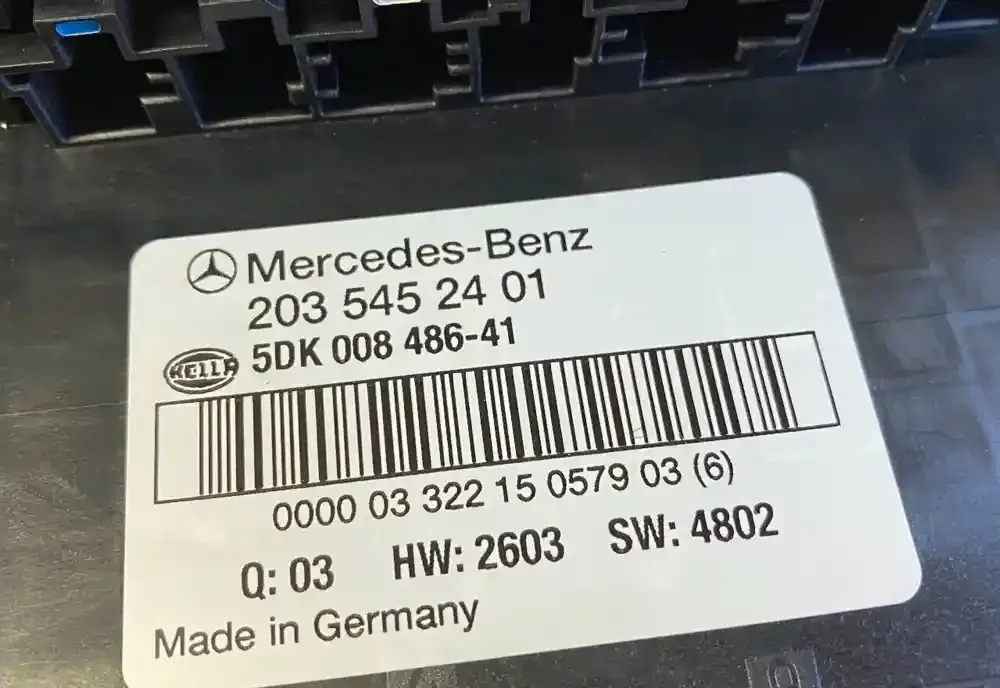 Mercedes-Benz
203 545 24 01
HELLA 5DK 008 486-41
0000 03 322 15 0579 03 (6)
Q: 03 HW: 2603 SW: 4802
Made in Germany